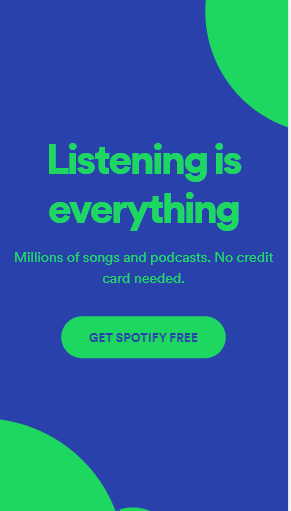 Listening is
everything
Millions of songs and podcasts. No credit
card needed.
GET SPOTIFY FREE